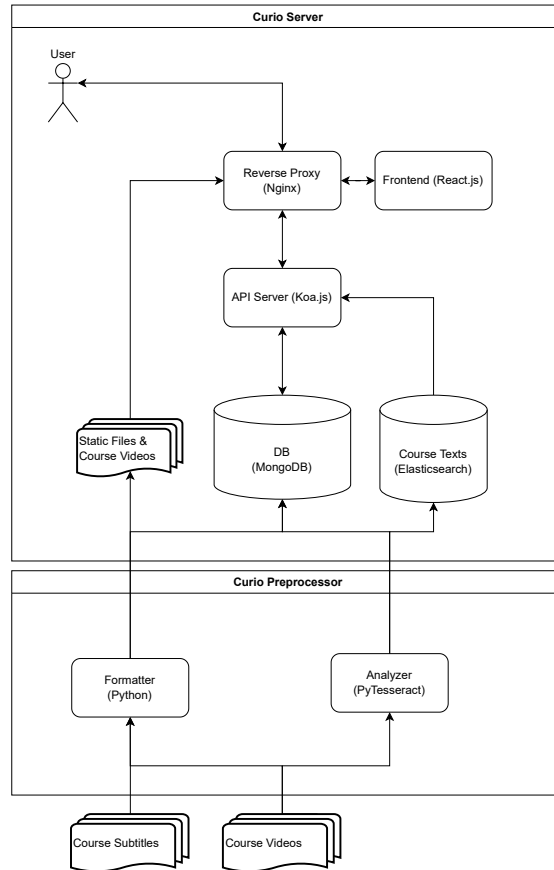 Curio Server
User
Reverse Proxy
(Nginx)
Frontend (React.js)
API Server (Koa.js)
Static Files &
Course Videos
DB
(MongoDB)
Course Texts
(Elasticsearch)
Curio Preprocessor
Formatter
(Python)
Analyzer
(PyTesseract)
Course Subtitles
Course Videos